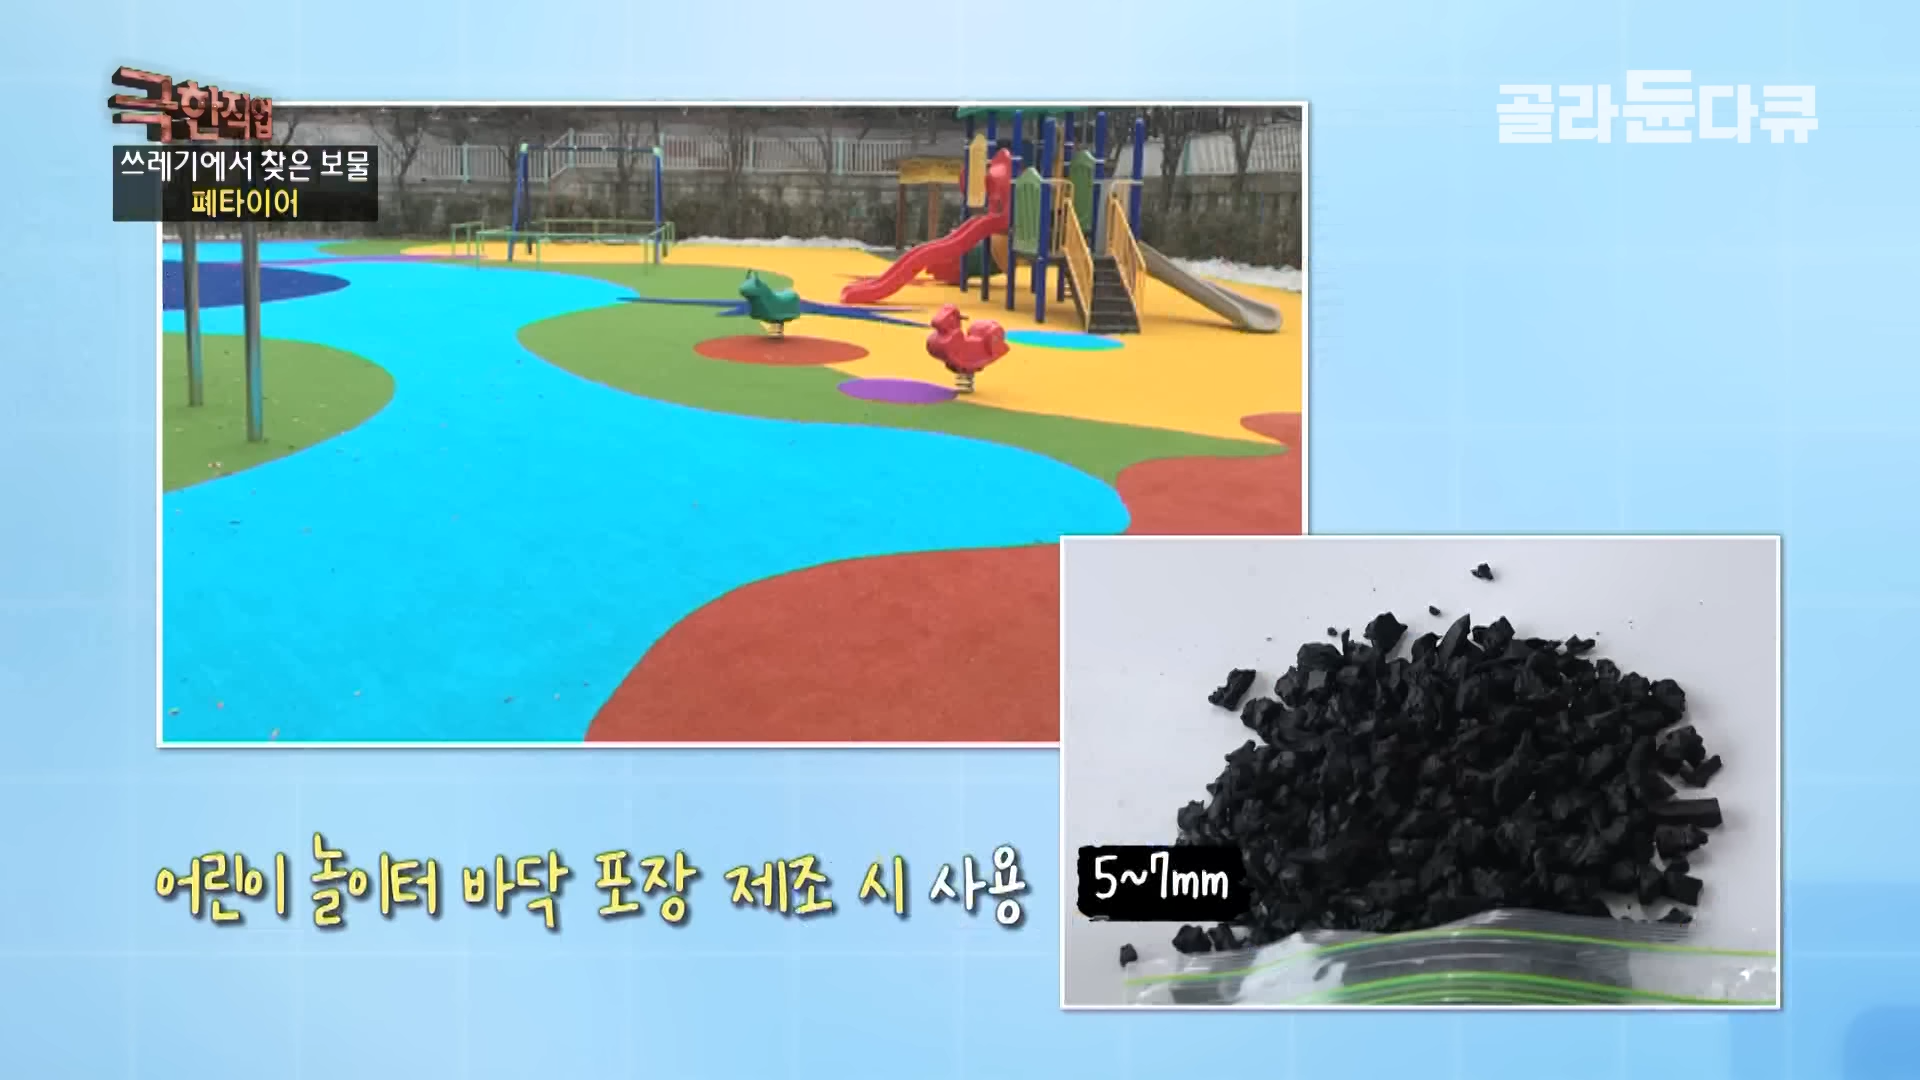 극한직업
쓰레기에서 찾은 보물
폐타이어
골라듄다큐
어린이 놀이터 바닥 포장 제조 시 사용
5~7mm